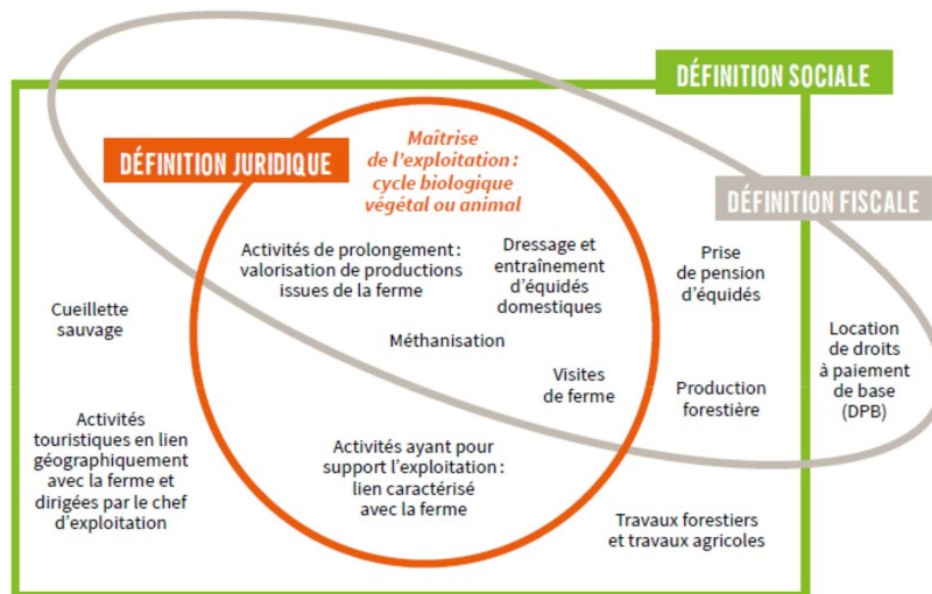 DÉFINITION SOCIALE
DÉFINITION JURIDIQUE
Maîtrise
de l’exploitation :
cycle biologique
végétal ou animal
DÉFINITION FISCALE
Activités de prolongement :
valorisation de productions
issues de la ferme
Dressage et
entraînement
d’équidés
domestiques
Prise
de pension
d’équidés
Cueillette
sauvage
Méthanisation
Location
de droits
à paiement
de base
(DPB)
Visites
de ferme
Production
forestière
Activités
touristiques en lien
géographiquement
avec la ferme et
dirigées par le chef
d’exploitation
Activités ayant pour
support l’exploitation :
lien caractérisé
avec la ferme
Travaux forestiers
et travaux agricoles